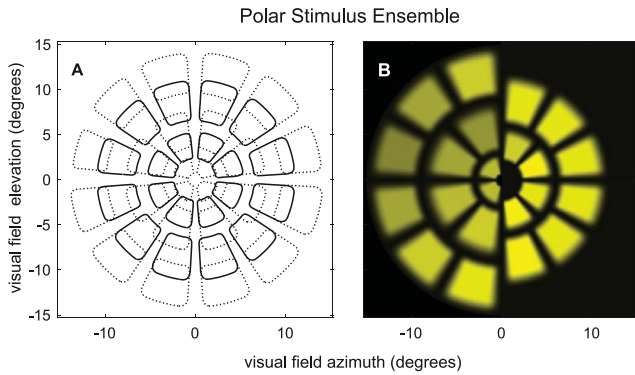 Polar Stimulus Ensemble
A
B
visual field elevation (degrees)
15
10
5
0
-5
-10
-15
-10
0
10
-10
0
10
visual field azimuth (degrees)